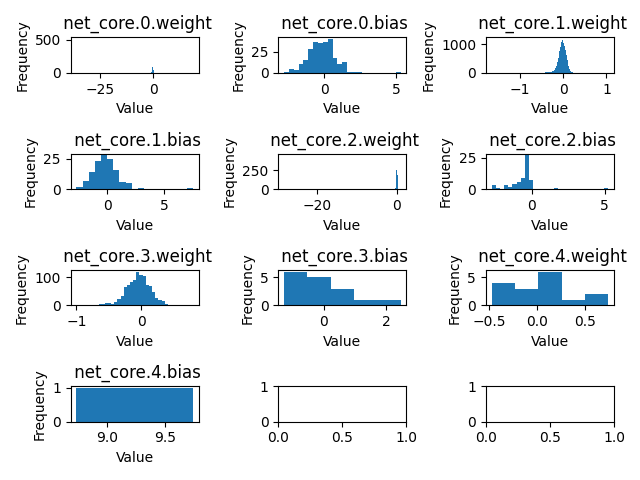 net_core.0.weight
Frequency
500
0
−25
0
Value
net_core.0.bias
Frequency
25
0
0
5
Value
net_core.1.weight
Frequency
1000
0
−1
0
1
Value
net_core.1.bias
Frequency
25
0
0
5
Value
net_core.2.weight
Frequency
250
0
−20
0
Value
net_core.2.bias
Frequency
25
0
0
5
Value
net_core.3.weight
Frequency
100
0
−1
0
Value
net_core.3.bias
Frequency
5
0
0
2
Value
net_core.4.weight
Frequency
5
0
−0.5
0.0
0.5
Value
net_core.4.bias
Frequency
1
0
9.0
9.5
Value
1
0
0.0
0.5
1.0
1
0
0.0
0.5
1.0